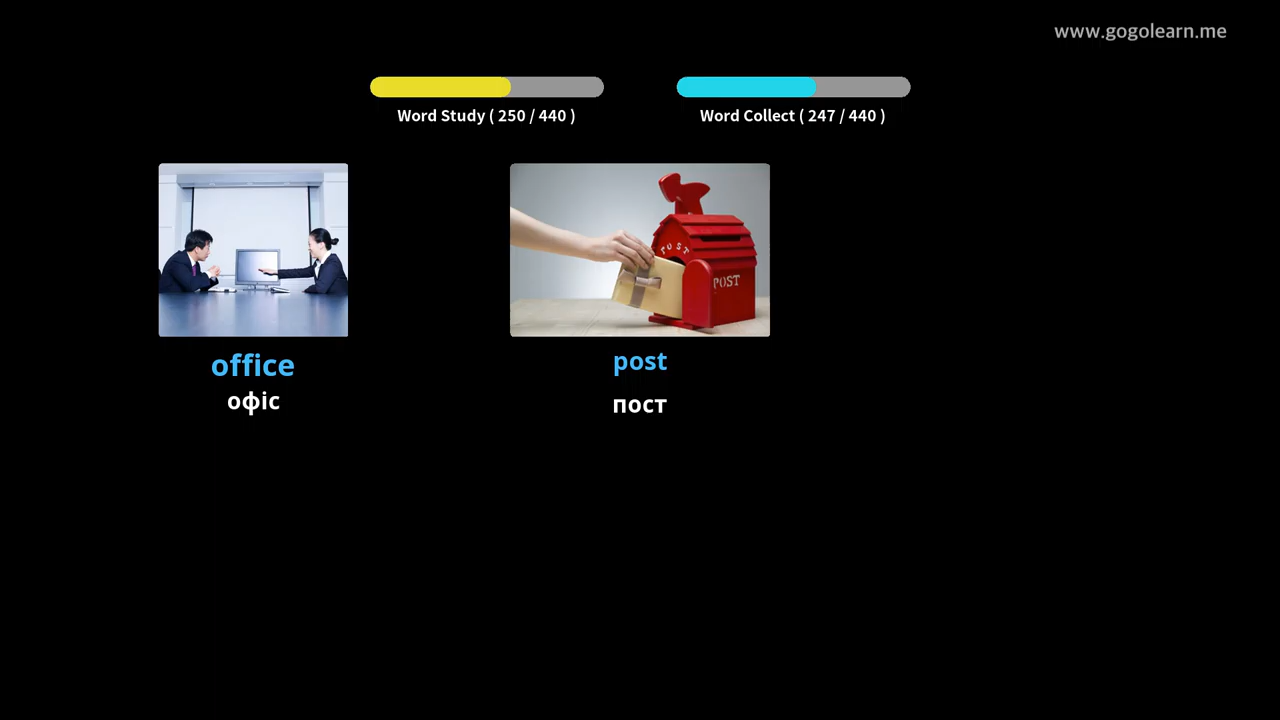 www.gogolearn.me
Word Study ( 250 / 440 )
Word Collect ( 247 / 440 )
POST
POST
office
офіс
post
пост